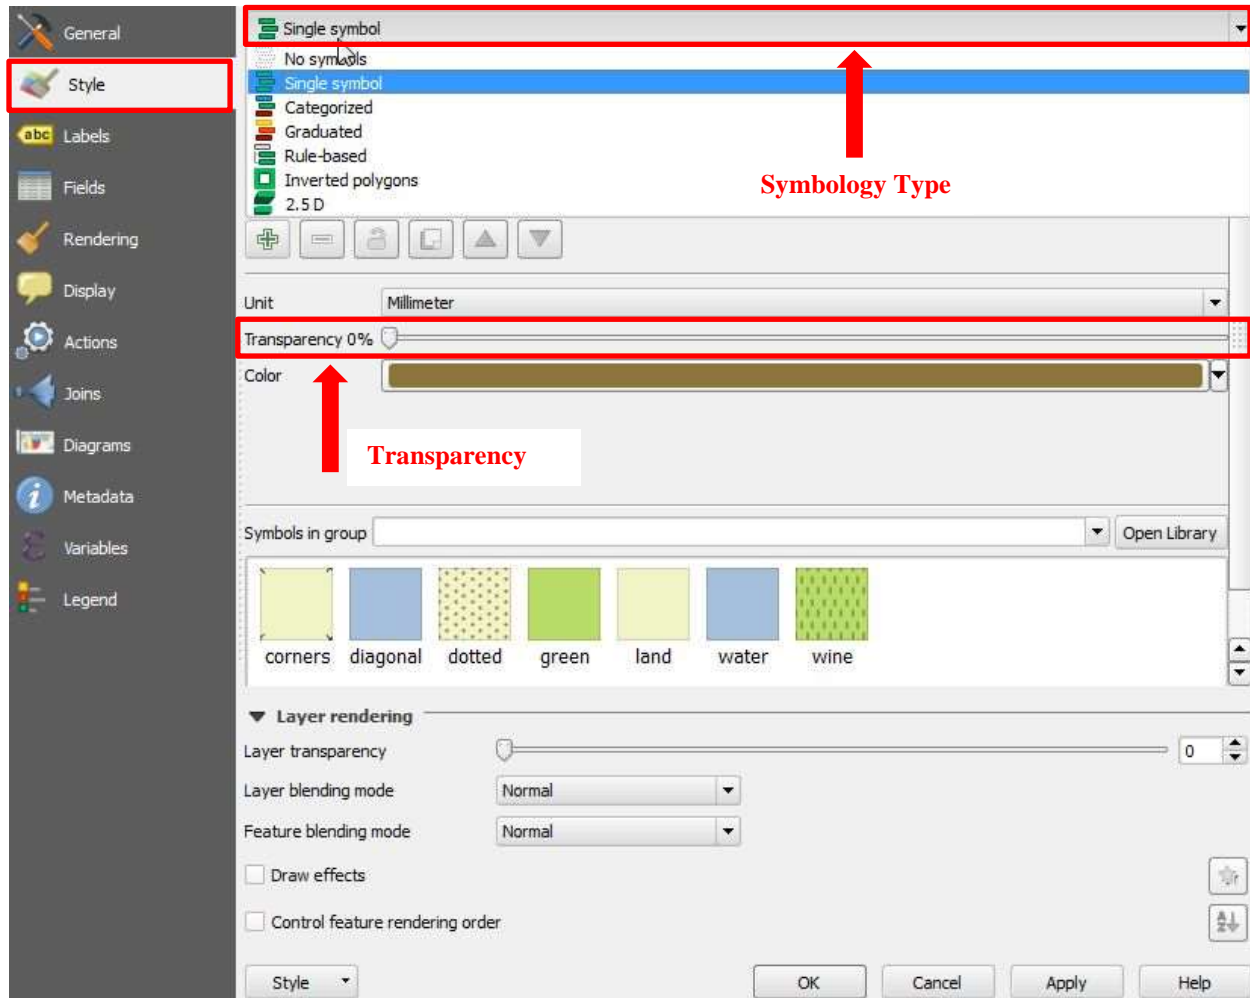 General
Style
abc Labels
Fields
Rendering
Display
Actions
Joins
Diagrams
Metadata
Variables
Legend
Single symbol
No symbols
Single symbol
Categorized
Graduated
Rule-based
Inverted polygons
2.5 D
Symbology Type
Unit Millimeter
Transparency 0%
Color
Transparency
Symbols in group Open Library
corners diagonal dotted green land water wine
Layer rendering
Layer transparency 0
Layer blending mode Normal
Feature blending mode Normal
Draw effects
Control feature rendering order
Style OK Cancel Apply Help